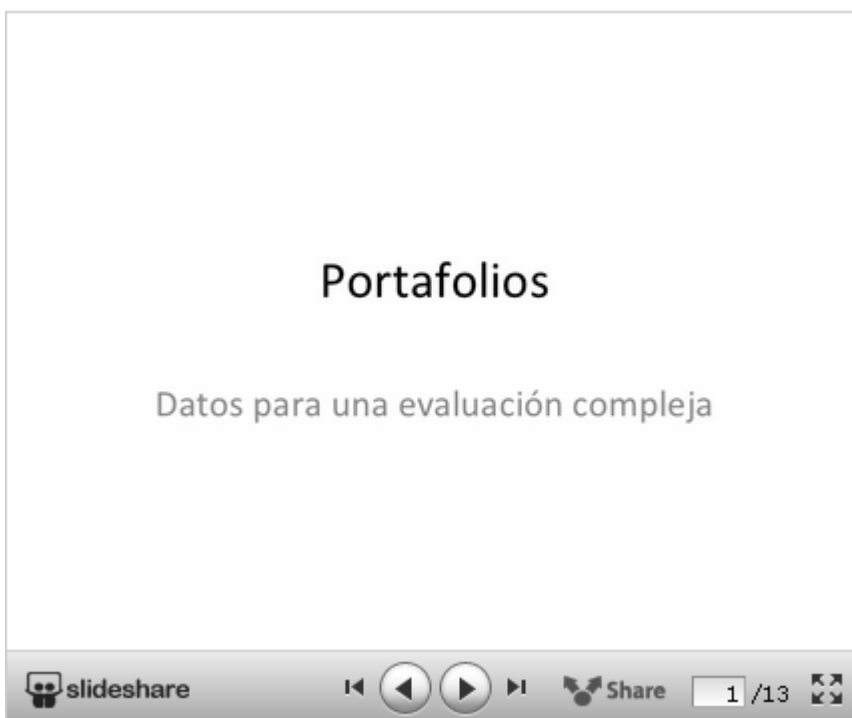 Portafolios
Datos para una evaluación compleja
slideshare Share 1 /13